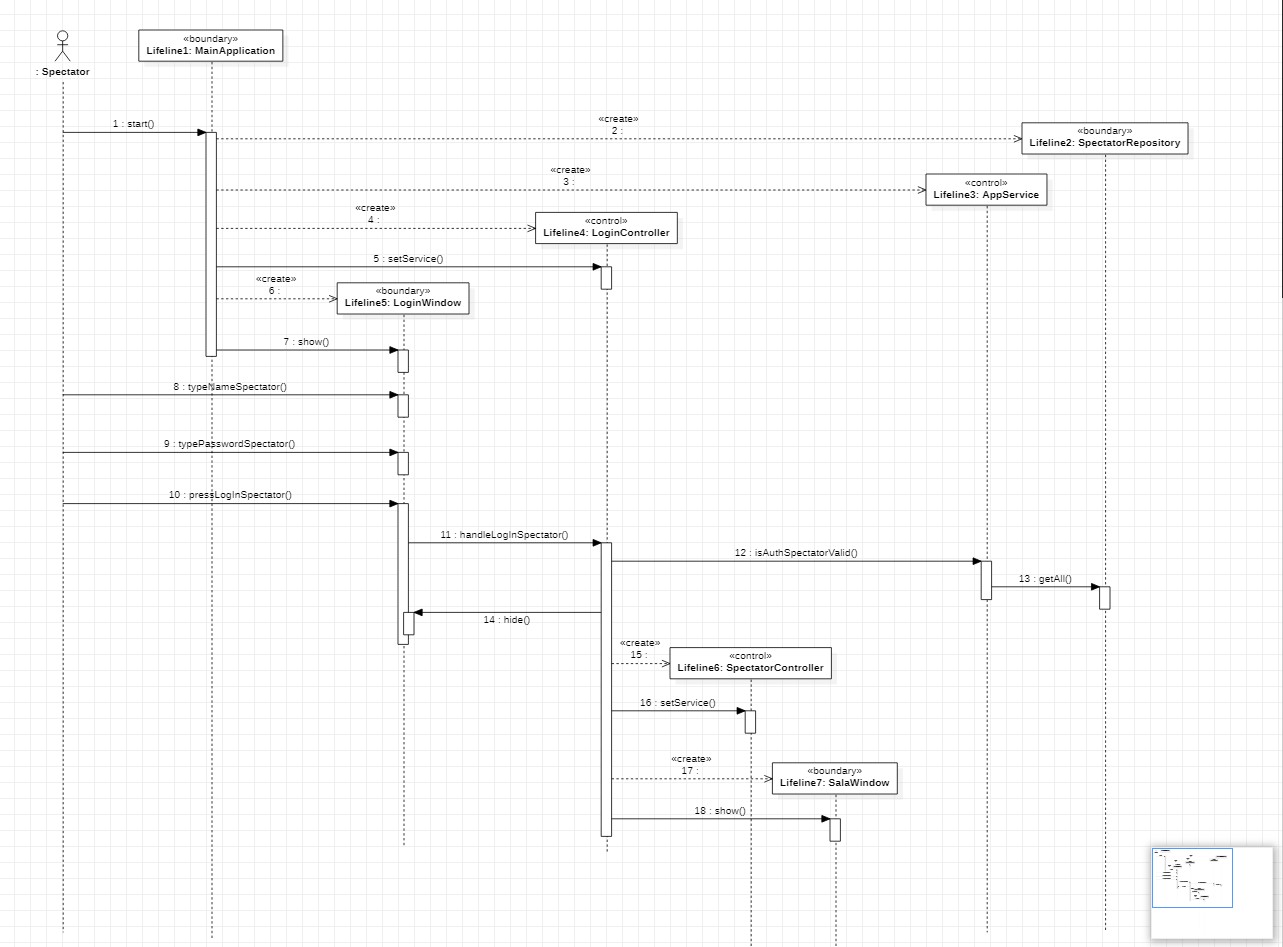 «boundary»
Lifeline1: MainApplication
: Spectator
1 : start()
«create»
2 :
«boundary»
Lifeline2: SpectatorRepository
«create»
3 :
«control»
Lifeline3: AppService
«create»
4 :
«control»
Lifeline4: LoginController
5 : setService()
«create»
6 :
«boundary»
Lifeline5: LoginWindow
7 : show()
8 : typeNameSpectator()
9 : typePasswordSpectator()
10 : pressLogInSpectator()
11 : handleLogInSpectator()
12 : isAuthSpectatorValid()
13 : getAll()
14 : hide()
«create»
15 :
«control»
Lifeline6: SpectatorController
16 : setService()
«create»
17 :
«boundary»
Lifeline7: SalaWindow
18 : show()